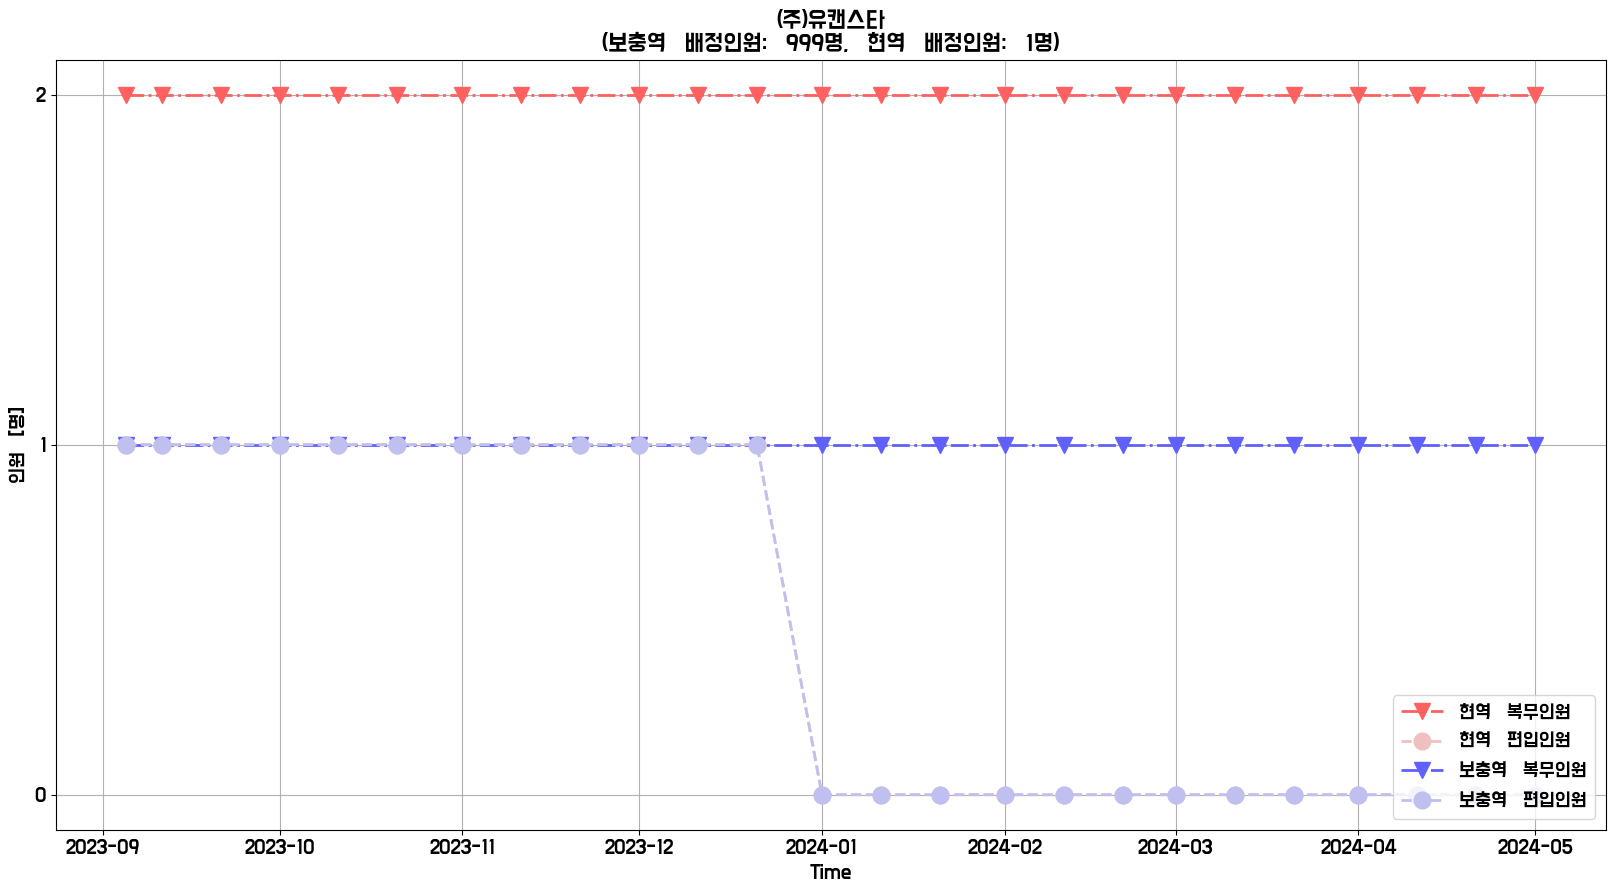 (주)유캔스타
(보충역 배정인원: 999명, 현역 배정인원: 1명)
인원 [명]
2
1
0
현역 복무인원
현역 편입인원
보충역 복무인원
보충역 편입인원
2023-09 2023-10 2023-11 2023-12 2024-01 2024-02 2024-03 2024-04 2024-05
Time